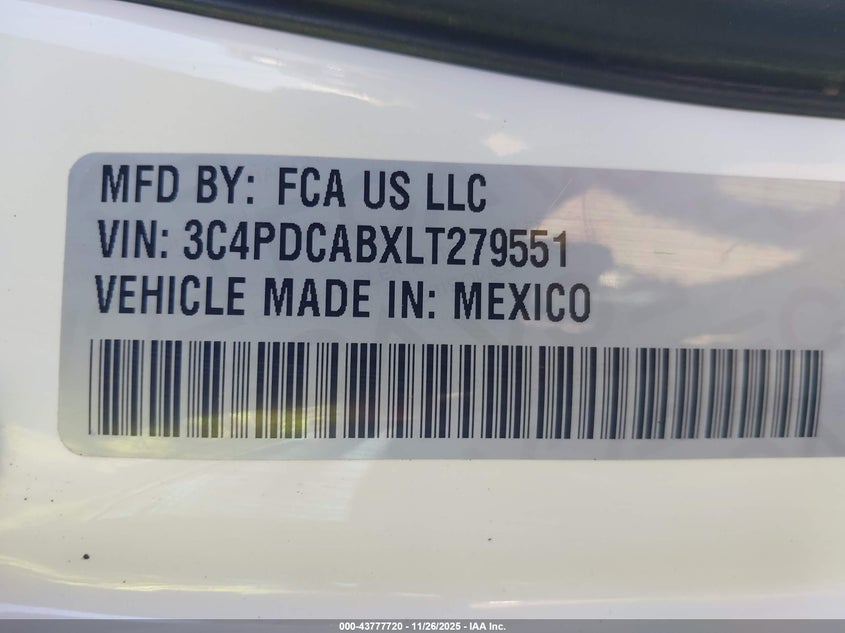 MFD BY: FCA US LLC
VIN: 3C4PDCABXLT279551
VEHICLE MADE IN: MEXICO
000-43777720 | 11/26/2025 - IAA Inc.